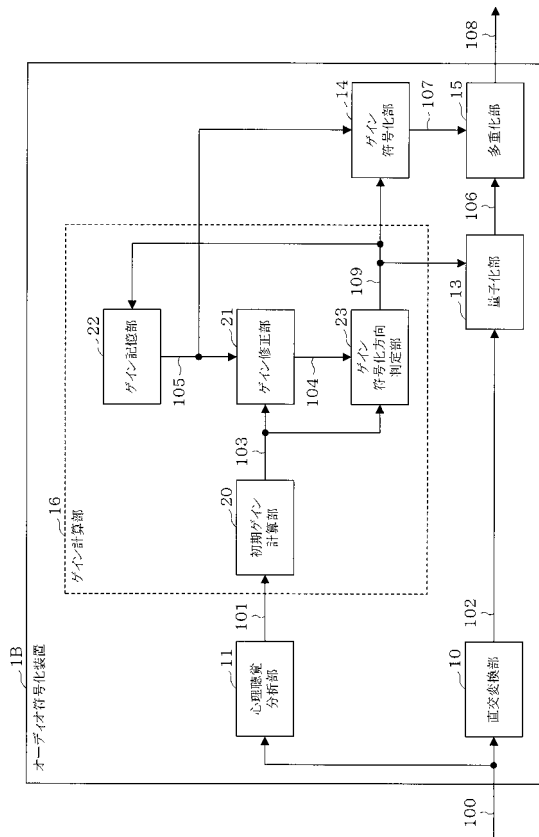 1B
オーディオ符号化装置
16
ゲイン計算部
22
ゲイン記憶部
105
21
ゲイン修正部
104
23
ゲイン
符号化方向
判定部
109
103
20
初期ゲイン
計算部
101
11
心理聴覚
分析部
14
ゲイン
符号化部
107
15
多重化部
108
106
13
量子化部
102
10
直交変換部
100